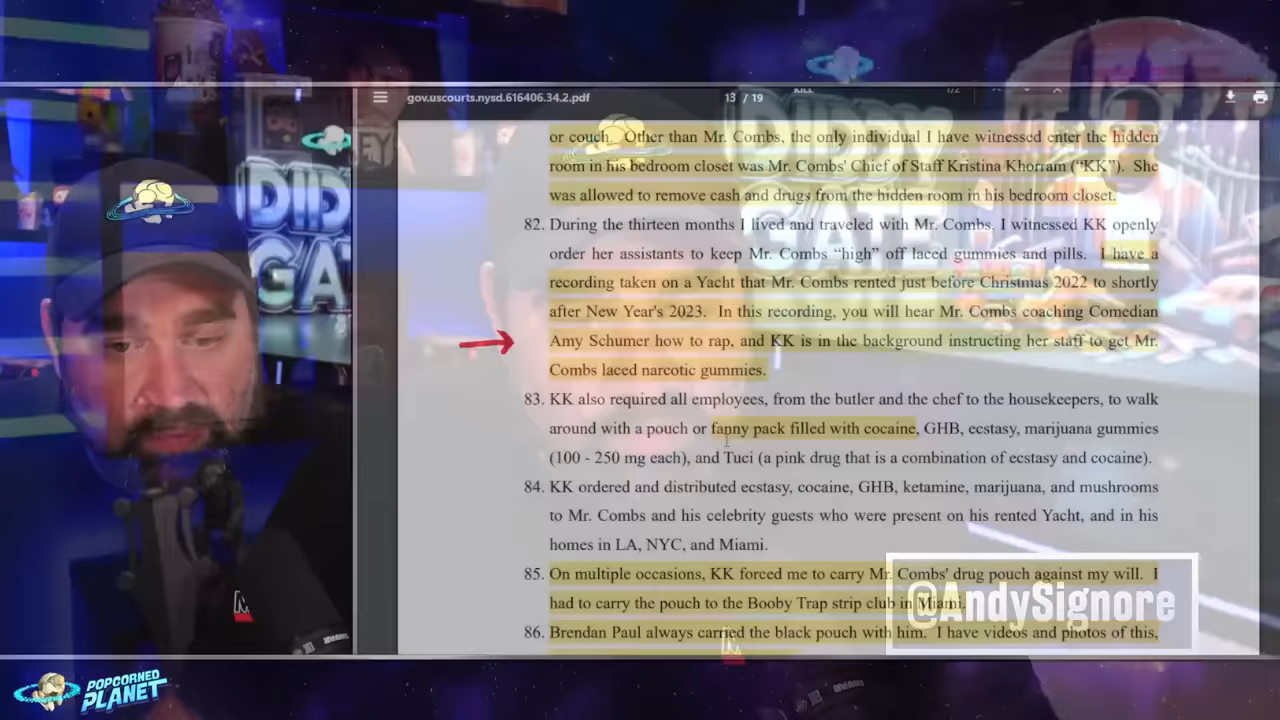 gov.uscourts.nysd.616406.34.2.pdf
13 / 19
KILL
1/2
or couch. Other than Mr. Combs, the only individual I have witnessed enter the hidden
room in his bedroom closet was Mr. Combs' Chief of Staff Kristina Khorram ("KK"). She
was allowed to remove cash and drugs from the hidden room in his bedroom closet.
82. During the thirteen months I lived and traveled with Mr. Combs, I witnessed KK openly
order her assistants to keep Mr. Combs "high" off laced gummies and pills. I have a
recording taken on a Yacht that Mr. Combs rented just before Christmas 2022 to shortly
after New Year's 2023. In this recording, you will hear Mr. Combs coaching Comedian
Amy Schumer how to rap, and KK is in the background instructing her staff to get Mr.
Combs laced narcotic gummies.
83. KK also required all employees, from the butler and the chef to the housekeepers, to walk
around with a pouch or fanny pack filled with cocaine, GHB, ecstasy, marijuana gummies
(100 - 250 mg each), and Tuci (a pink drug that is a combination of ecstasy and cocaine).
84. KK ordered and distributed ecstasy, cocaine, GHB, ketamine, marijuana, and mushrooms
to Mr. Combs and his celebrity guests who were present on his rented Yacht, and in his
homes in LA, NYC, and Miami.
85. On multiple occasions, KK forced me to carry Mr. Combs' drug pouch against my will. I
had to carry the pouch to the Booby Trap strip club in Miami.
86. Brendan Paul always carried the black pouch with him. I have videos and photos of this,
DID
GA
DIDDY
GATE
@AndySignore
POPCORNED
PLANET